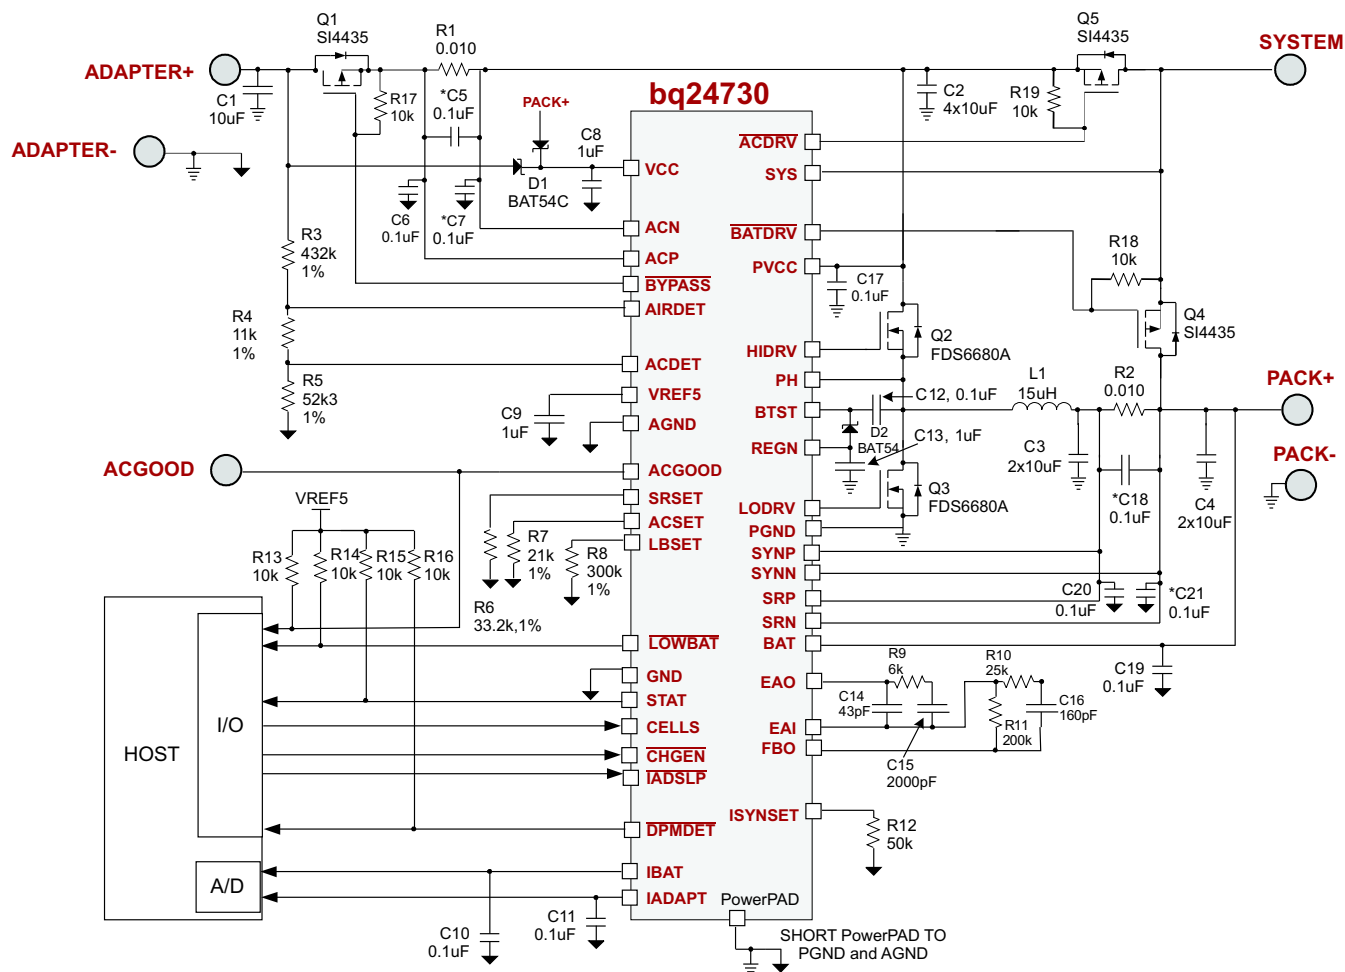 Q1
SI4435
R1
0.010
Q5
SI4435
SYSTEM
ADAPTER+
C1
10uF
R17
10k
*C5
0.1uF
PACK+
C8
1uF
bq24730
C2
4x10uF
R19
10k
ADAPTER-
D1
BAT54C
C6
0.1uF
*C7
0.1uF
VCC
ACN
ACP
BYPASS
AIRDET
ACDET
VREF5
AGND
ACGOOD
SRSET
ACSET
LBSET
LOWBAT
GND
STAT
CELLS
CHGEN
IADSLP
DPMDET
IBAT
IADAPT
ACDRV
SYS
BATDRV
PVCC
HIDRV
PH
BTST
REGN
LODRV
PGND
SYNP
SYNN
SRP
SRN
BAT
EAO
EAI
FBO
ISYNSET
PowerPAD
R3
432k
1%
R4
11k
1%
R5
52k3
1%
C9
1uF
ACGOOD
VREF5
R13
10k
R14
10k
R15
10k
R16
10k
R7
21k
1%
R8
300k
1%
R6
33.2k,1%
HOST
I/O
A/D
C10
0.1uF
C11
0.1uF
SHORT PowerPAD TO
PGND and AGND
C17
0.1uF
Q2
FDS6680A
R18
10k
Q4
SI4435
C12, 0.1uF
L1
15uH
R2
0.010
PACK+
D2
BAT54
C13, 1uF
C3
2x10uF
*C18
0.1uF
C4
2x10uF
PACK-
Q3
FDS6680A
C20
0.1uF
*C21
0.1uF
C19
0.1uF
R9
6k
C14
43pF
C15
2000pF
R10
25k
R11
200k
C16
160pF
R12
50k